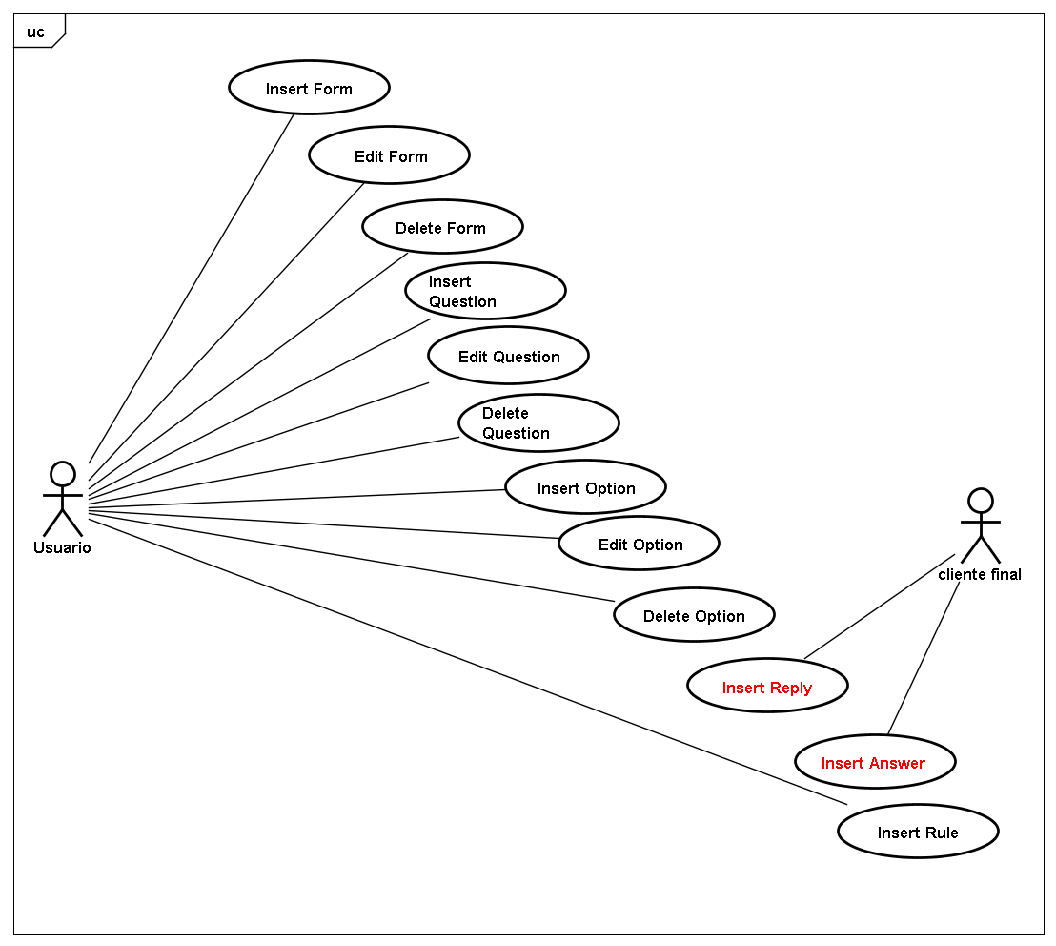 uc
Insert Form
Edit Form
Delete Form
Insert
Question
Edit Question
Delete
Question
Insert Option
Edit Option
Usuario
cliente final
Delete Option
Insert Reply
Insert Answer
Insert Rule